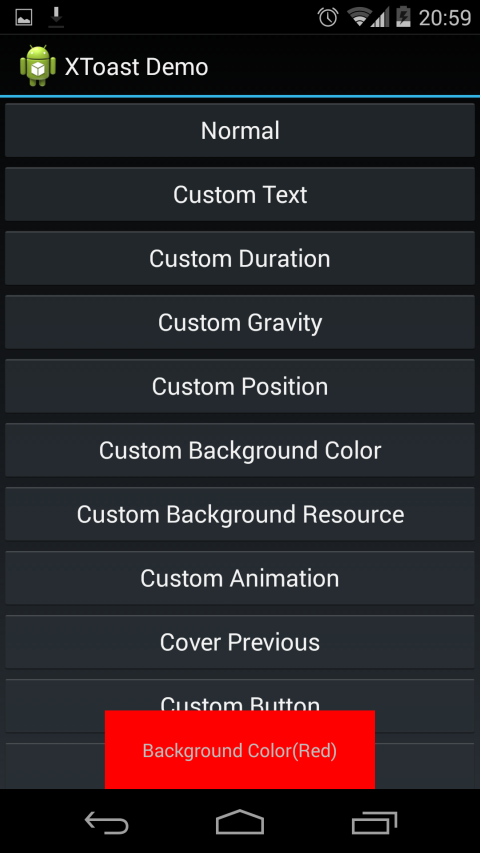 20:59
XToast Demo
Normal
Custom Text
Custom Duration
Custom Gravity
Custom Position
Custom Background Color
Custom Background Resource
Custom Animation
Cover Previous
Custom Button
Background Color(Red)